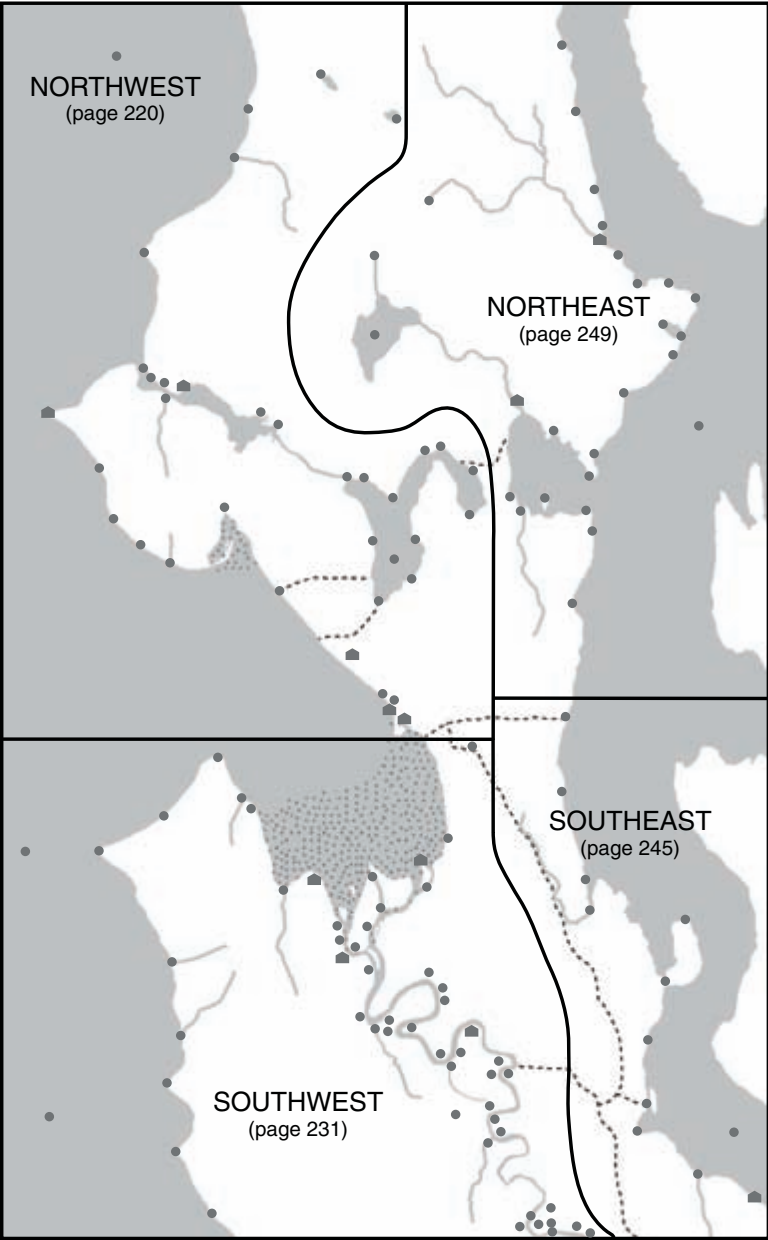 NORTHWEST
(page 220)
NORTHEAST
(page 249)
SOUTHEAST
(page 245)
SOUTHWEST
(page 231)